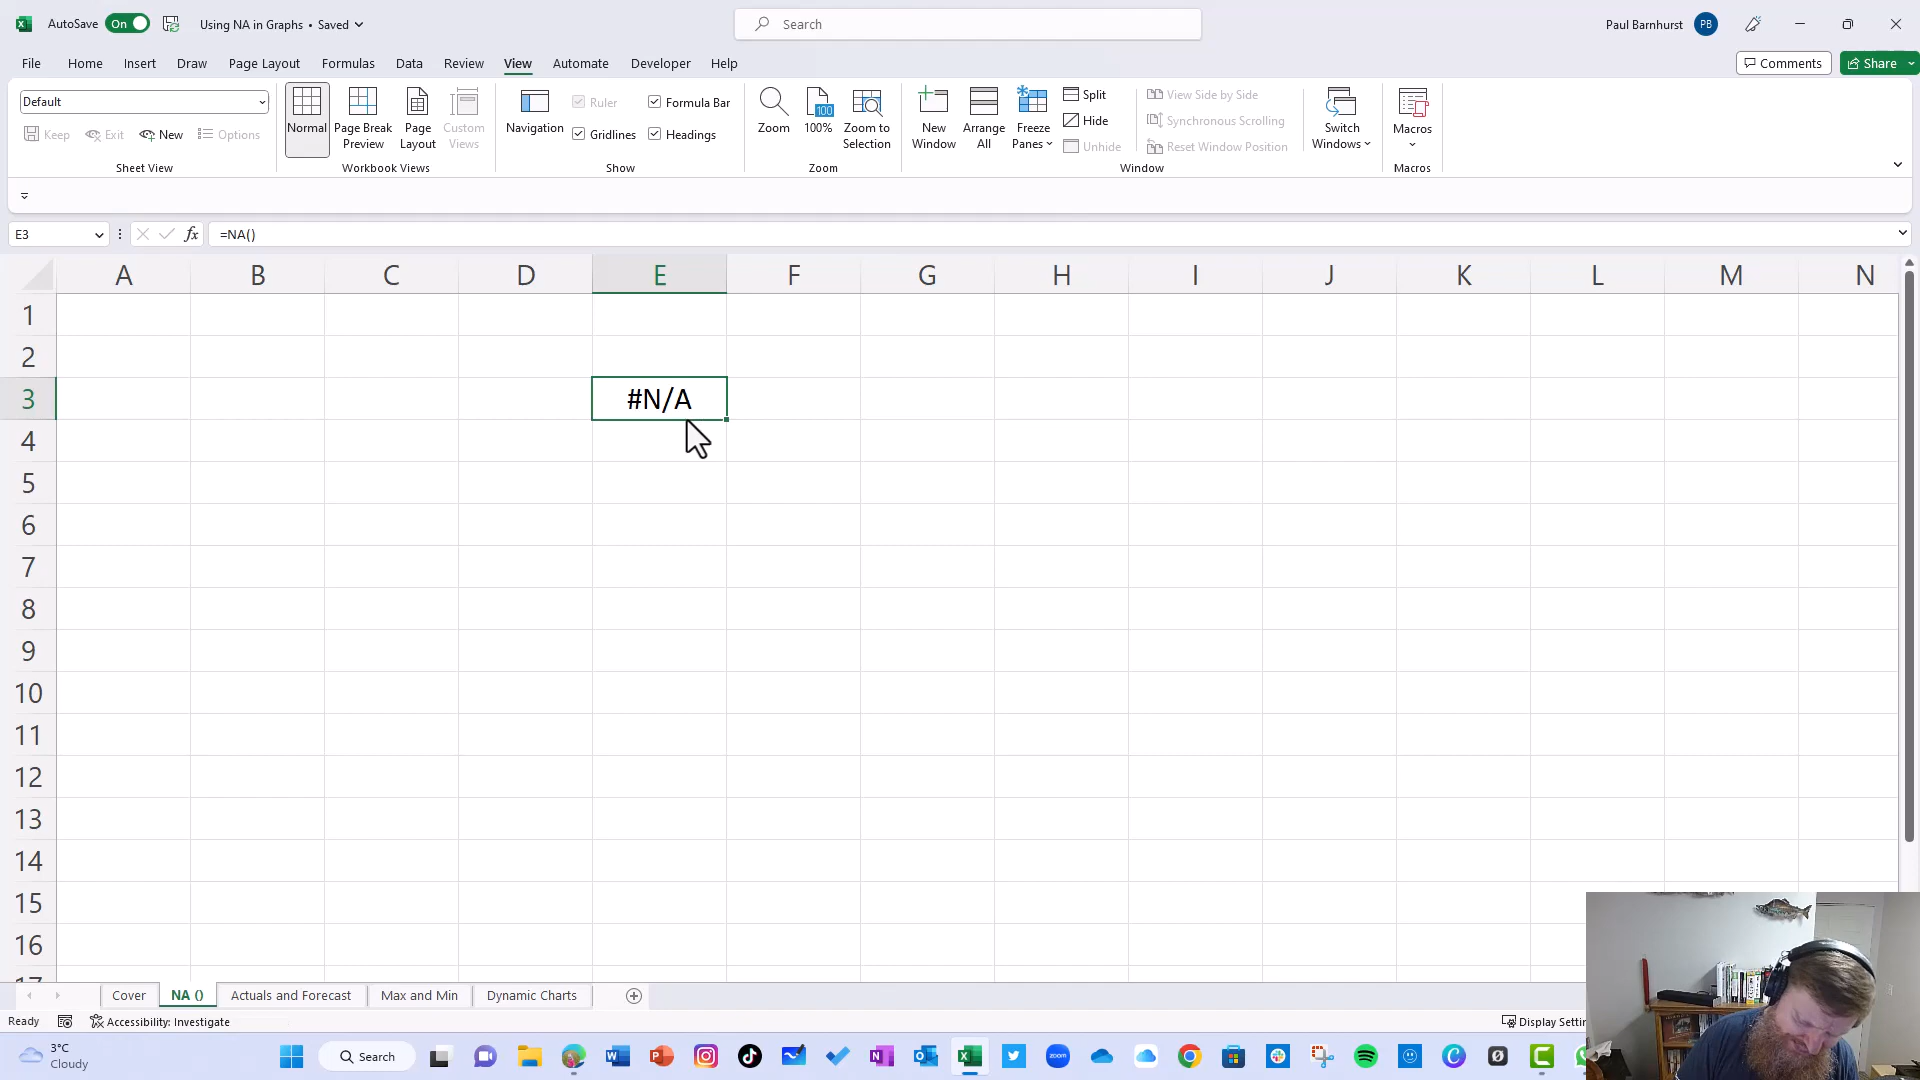 AutoSave On Using NA in Graphs • Saved Search Paul Barnhurst PB
File Home Insert Draw Page Layout Formulas Data Review View Automate Developer Help Comments Share
Default
Keep Exit New Options
Sheet View
Normal Page Break Preview Page Layout Custom Views
Workbook Views
Navigation Ruler Formula Bar
Gridlines Headings
Show
Zoom 100% Zoom to Selection
Zoom
New Window Arrange All Freeze Panes Split
Hide
Unhide
View Side by Side
Synchronous Scrolling
Reset Window Position
Switch Windows
Window
Macros
Macros
E3 fx =NA()
A B C D E F G H I J K L M N
1
2
3 #N/A
4
5
6
7
8
9
10
11
12
13
14
15
16
17
Cover NA () Actuals and Forecast Max and Min Dynamic Charts
Ready Accessibility: Investigate Display Settin
3°C
Cloudy
Search